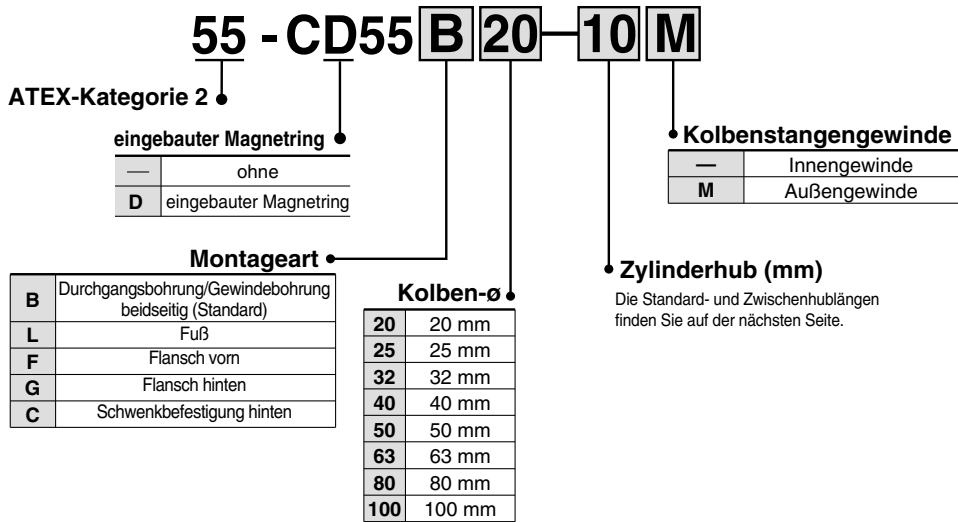 55 - CD55 B 20 - 10 M
ATEX-Kategorie 2
eingebauter Magnetring
— ohne
D eingebauter Magnetring
Kolbenstangengewinde
— Innengewinde
M Außengewinde
Montageart
B Durchgangsbohrung/Gewindebohrung
beidseitig (Standard)
L Fuß
F Flansch vorn
G Flansch hinten
C Schwenkbefestigung hinten
Kolben-ø
20 20 mm
25 25 mm
32 32 mm
40 40 mm
50 50 mm
63 63 mm
80 80 mm
100 100 mm
Zylinderhub (mm)
Die Standard- und Zwischenhublängen
finden Sie auf der nächsten Seite.